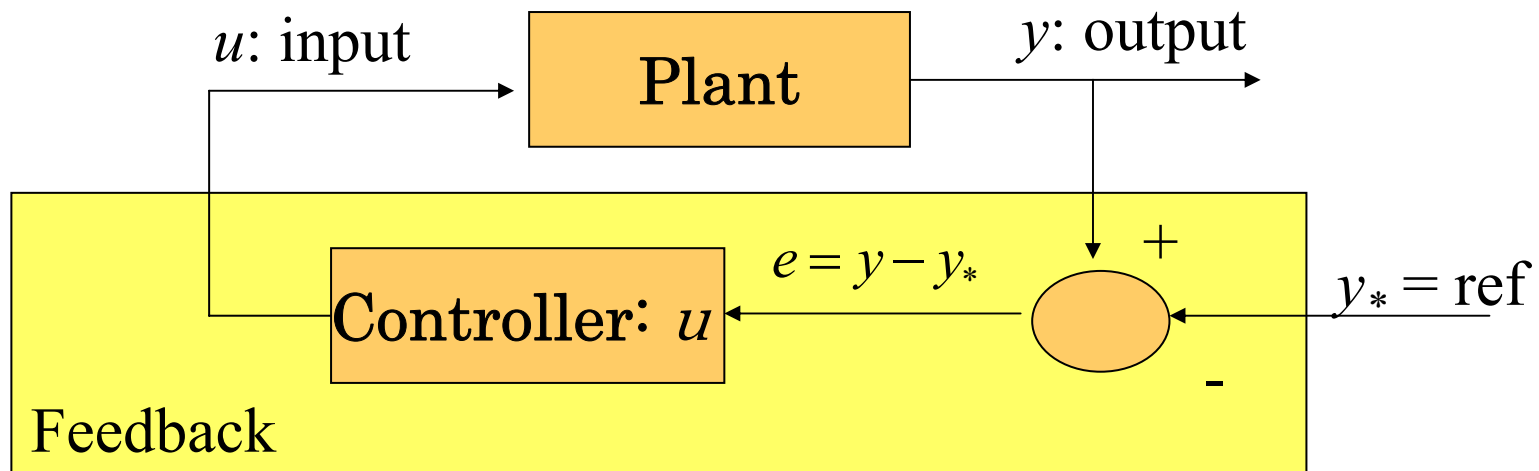 u: input
Plant
y: output
+
e = y − y*
y* = ref
Controller: u
-
Feedback